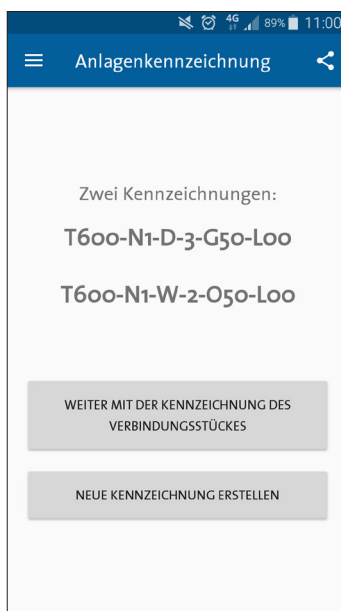 4G 89% 11:00
Anlagenkennzeichnung
Zwei Kennzeichnungen:
T600-N1-D-3-G50-L00
T600-N1-W-2-O50-L00
WEITER MIT DER KENNZEICHNUNG DES
VERBINDUNGSSTÜCKES
NEUE KENNZEICHNUNG ERSTELLEN